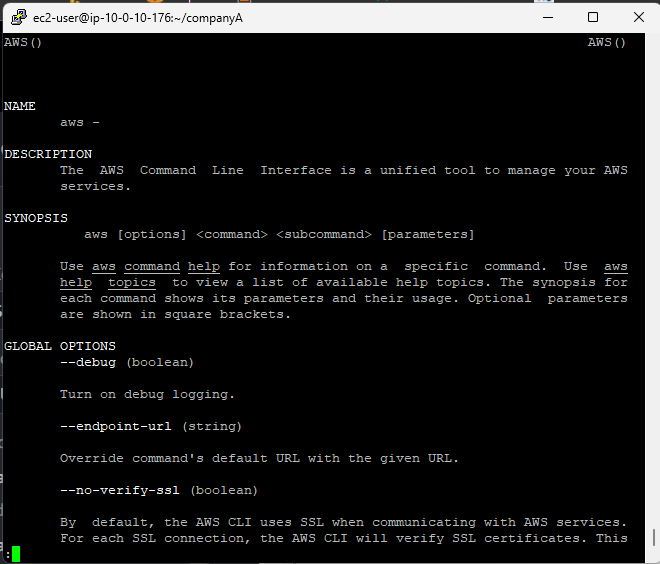 ec2-user@ip-10-0-10-176:~/companyA
AWS() AWS()
NAME
aws -
DESCRIPTION
The AWS Command Line Interface is a unified tool to manage your AWS
services.
SYNOPSIS
aws [options] <command> <subcommand> [parameters]
Use aws command help for information on a specific command. Use aws
help topics to view a list of available help topics. The synopsis for
each command shows its parameters and their usage. Optional parameters
are shown in square brackets.
GLOBAL OPTIONS
--debug (boolean)
Turn on debug logging.
--endpoint-url (string)
Override command's default URL with the given URL.
--no-verify-ssl (boolean)
By default, the AWS CLI uses SSL when communicating with AWS services.
For each SSL connection, the AWS CLI will verify SSL certificates. This
: